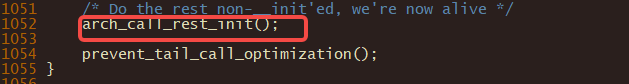 1051 /* Do the rest non-__init'ed, we're now alive */
1052 arch_call_rest_init();
1053
1054 prevent_tail_call_optimization();
1055 }